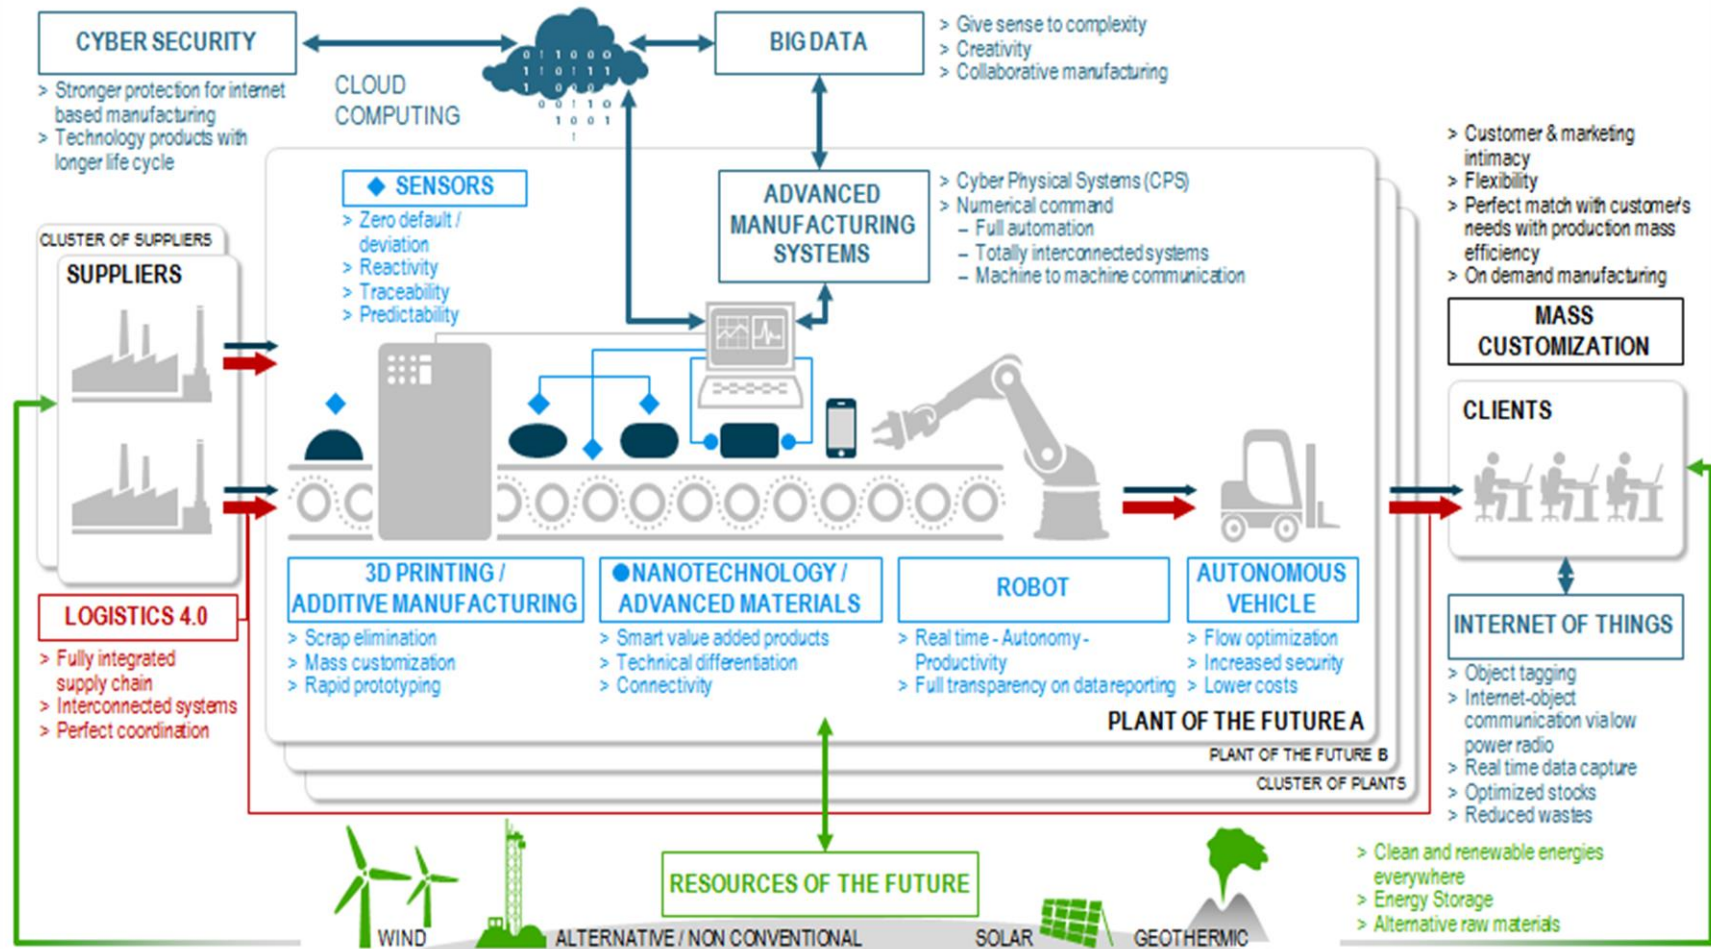 CYBER SECURITY
> Stronger protection for internet
based manufacturing
> Technology products with
longer life cycle
CLOUD
COMPUTING
BIG DATA
> Give sense to complexity
> Creativity
> Collaborative manufacturing
◆ SENSORS
> Zero default /
deviation
> Reactivity
> Traceability
> Predictability
ADVANCED
MANUFACTURING
SYSTEMS
> Cyber Physical Systems (CPS)
> Numerical command
– Full automation
– Totally interconnected systems
– Machine to machine communication
> Customer & marketing
intimacy
> Flexibility
> Perfect match with customer's
needs with production mass
efficiency
> On demand manufacturing
MASS
CUSTOMIZATION
CLUSTER OF SUPPLIERS
SUPPLIERS
CLIENTS
LOGISTICS 4.0
> Fully integrated
supply chain
> Interconnected systems
> Perfect coordination
3D PRINTING /
ADDITIVE MANUFACTURING
> Scrap elimination
> Mass customization
> Rapid prototyping
●NANOTECHNOLOGY /
ADVANCED MATERIALS
> Smart value added products
> Technical differentiation
> Connectivity
ROBOT
> Real time - Autonomy -
Productivity
> Full transparency on data reporting
AUTONOMOUS
VEHICLE
> Flow optimization
> Increased security
> Lower costs
INTERNET OF THINGS
> Object tagging
> Internet-object
communication via low
power radio
> Real time data capture
> Optimized stocks
> Reduced wastes
PLANT OF THE FUTURE A
PLANT OF THE FUTURE B
CLUSTER OF PLANTS
RESOURCES OF THE FUTURE
WIND
ALTERNATIVE / NON CONVENTIONAL
SOLAR
GEOTHERMIC
> Clean and renewable energies
everywhere
> Energy Storage
> Alternative raw materials